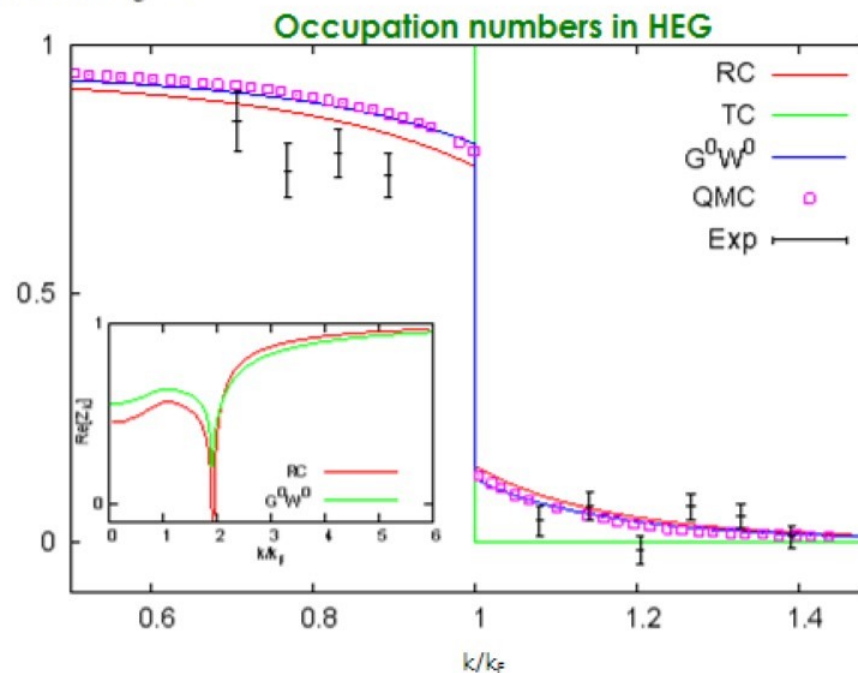 Occupation numbers in HEG
1
RC
TC
G⁰W⁰
QMC
Exp
0.5
0
1
Re[Z_k]
0
RC
G⁰W⁰
0 1 2 3 4 5 6
k/k_F
0.6 0.8 1 1.2 1.4
k/k_F